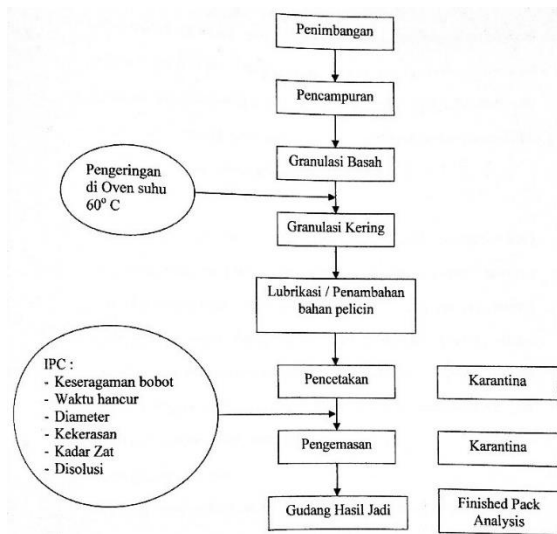 Penimbangan
Pencampuran
Granulasi Basah
Pengeringan
di Oven suhu
60° C
Granulasi Kering
Lubrikasi / Penambahan
bahan pelicin
IPC :
- Keseragaman bobot
- Waktu hancur
- Diameter
- Kekerasan
- Kadar Zat
- Disolusi
Pencetakan
Karantina
Pengemasan
Karantina
Gudang Hasil Jadi
Finished Pack
Analysis